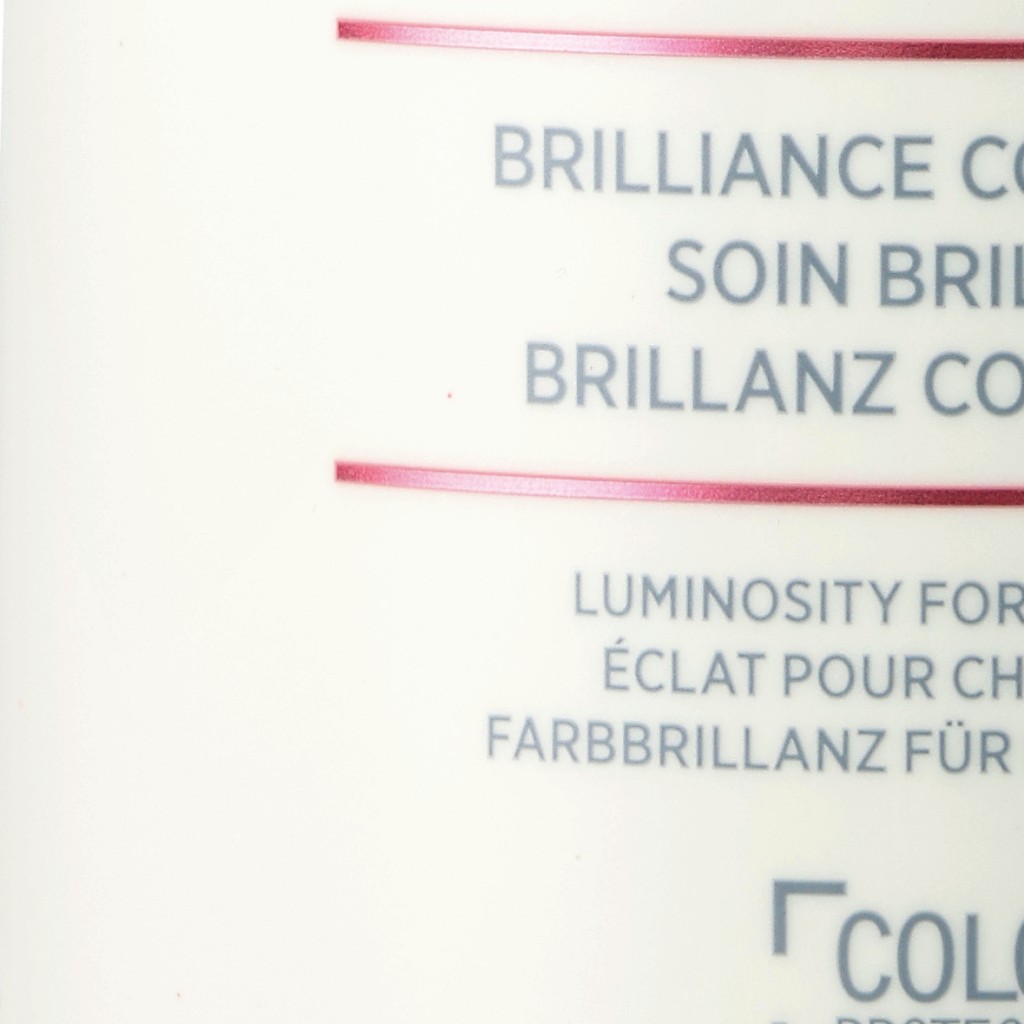 BRILLIANCE CO
SOIN BRIL
BRILLANZ CO
LUMINOSITY FOR
ÉCLAT POUR CH
FARBBRILLANZ FÜR
COLO